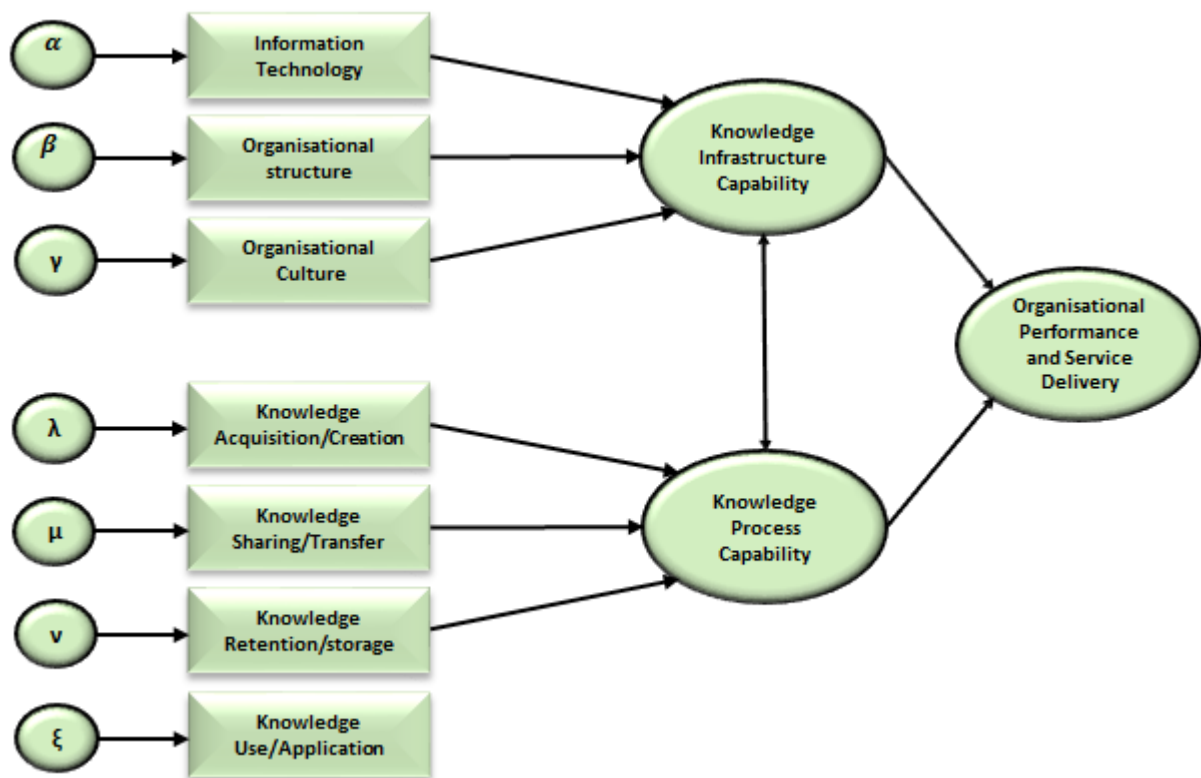 α
Information
Technology
β
Organisational
structure
γ
Organisational
Culture
Knowledge
Infrastructure
Capability
Organisational
Performance
and Service
Delivery
λ
Knowledge
Acquisition/Creation
μ
Knowledge
Sharing/Transfer
ν
Knowledge
Retention/storage
ξ
Knowledge
Use/Application
Knowledge
Process
Capability